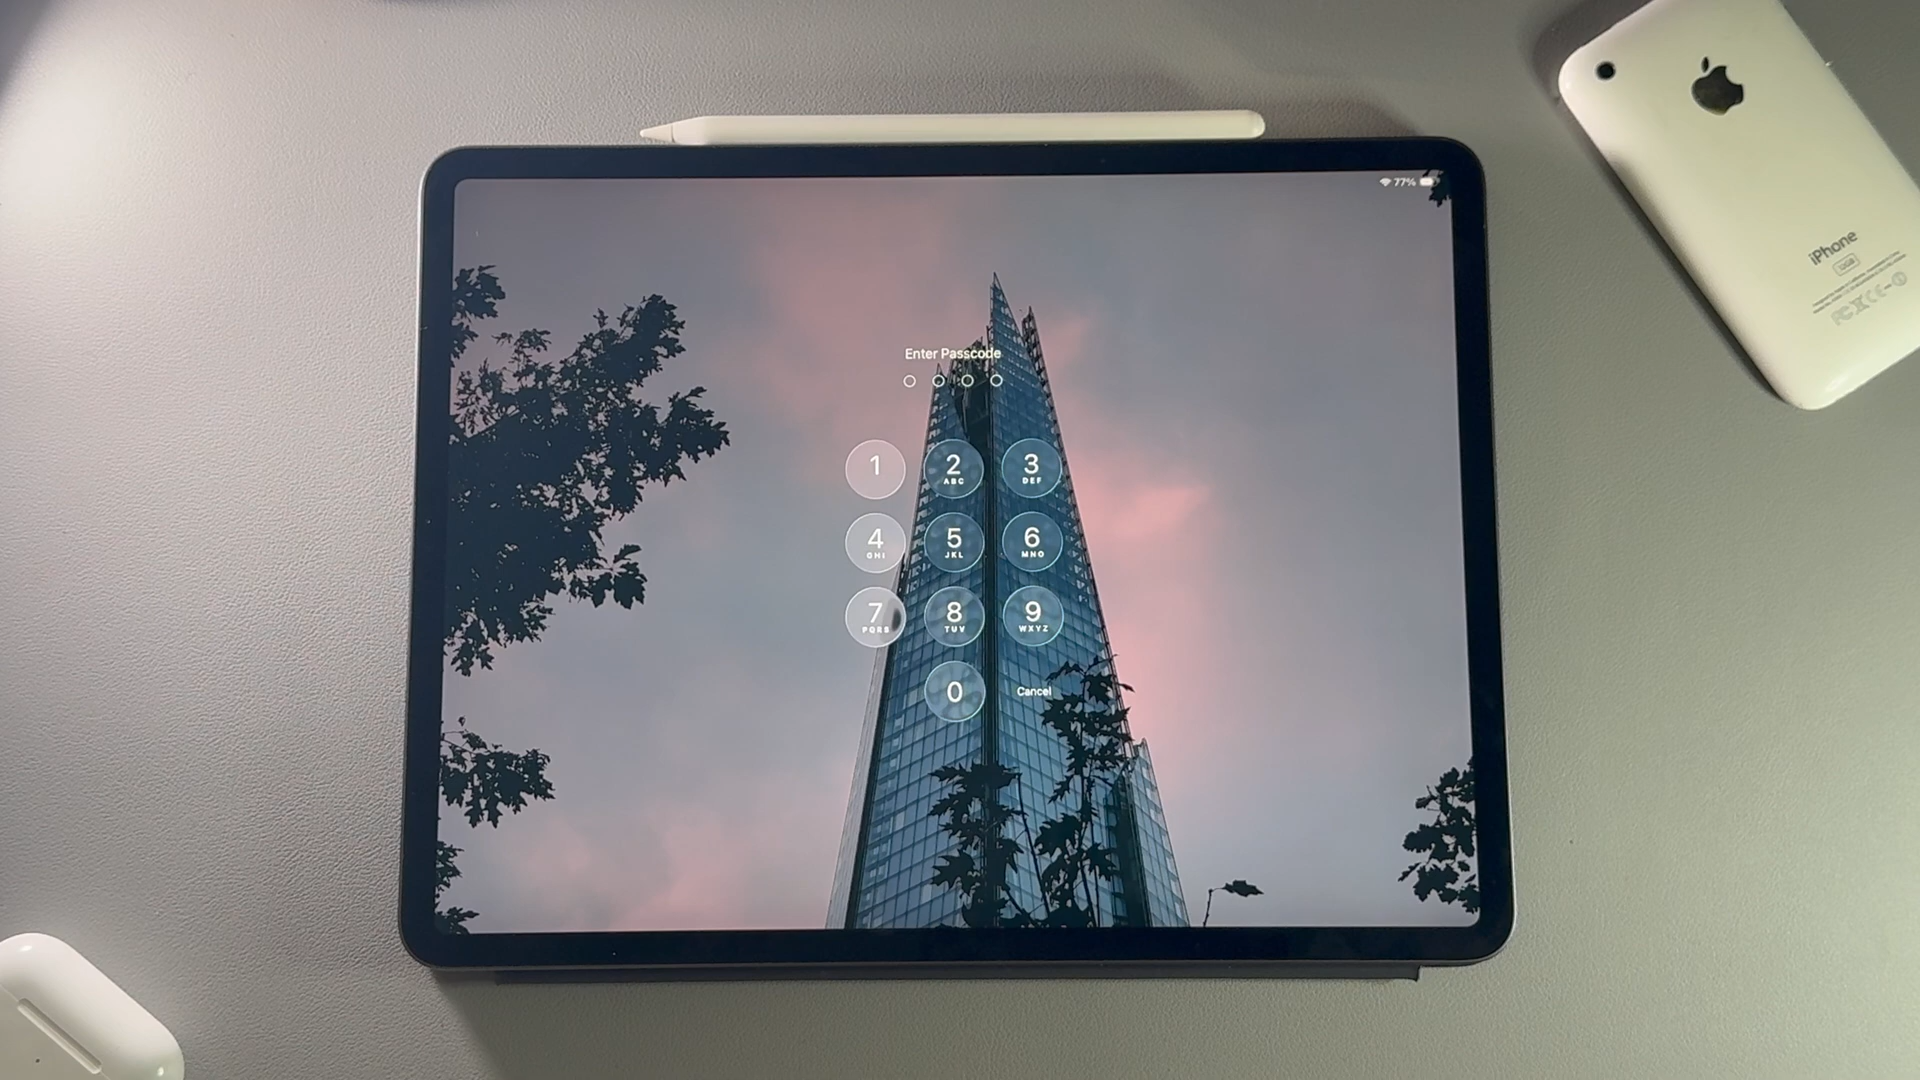 77%
iPhone
Enter Passcode
1
2
ABC
3
DEF
4
GHI
5
JKL
6
MNO
7
PQRS
8
TUV
9
WXYZ
0
Cancel